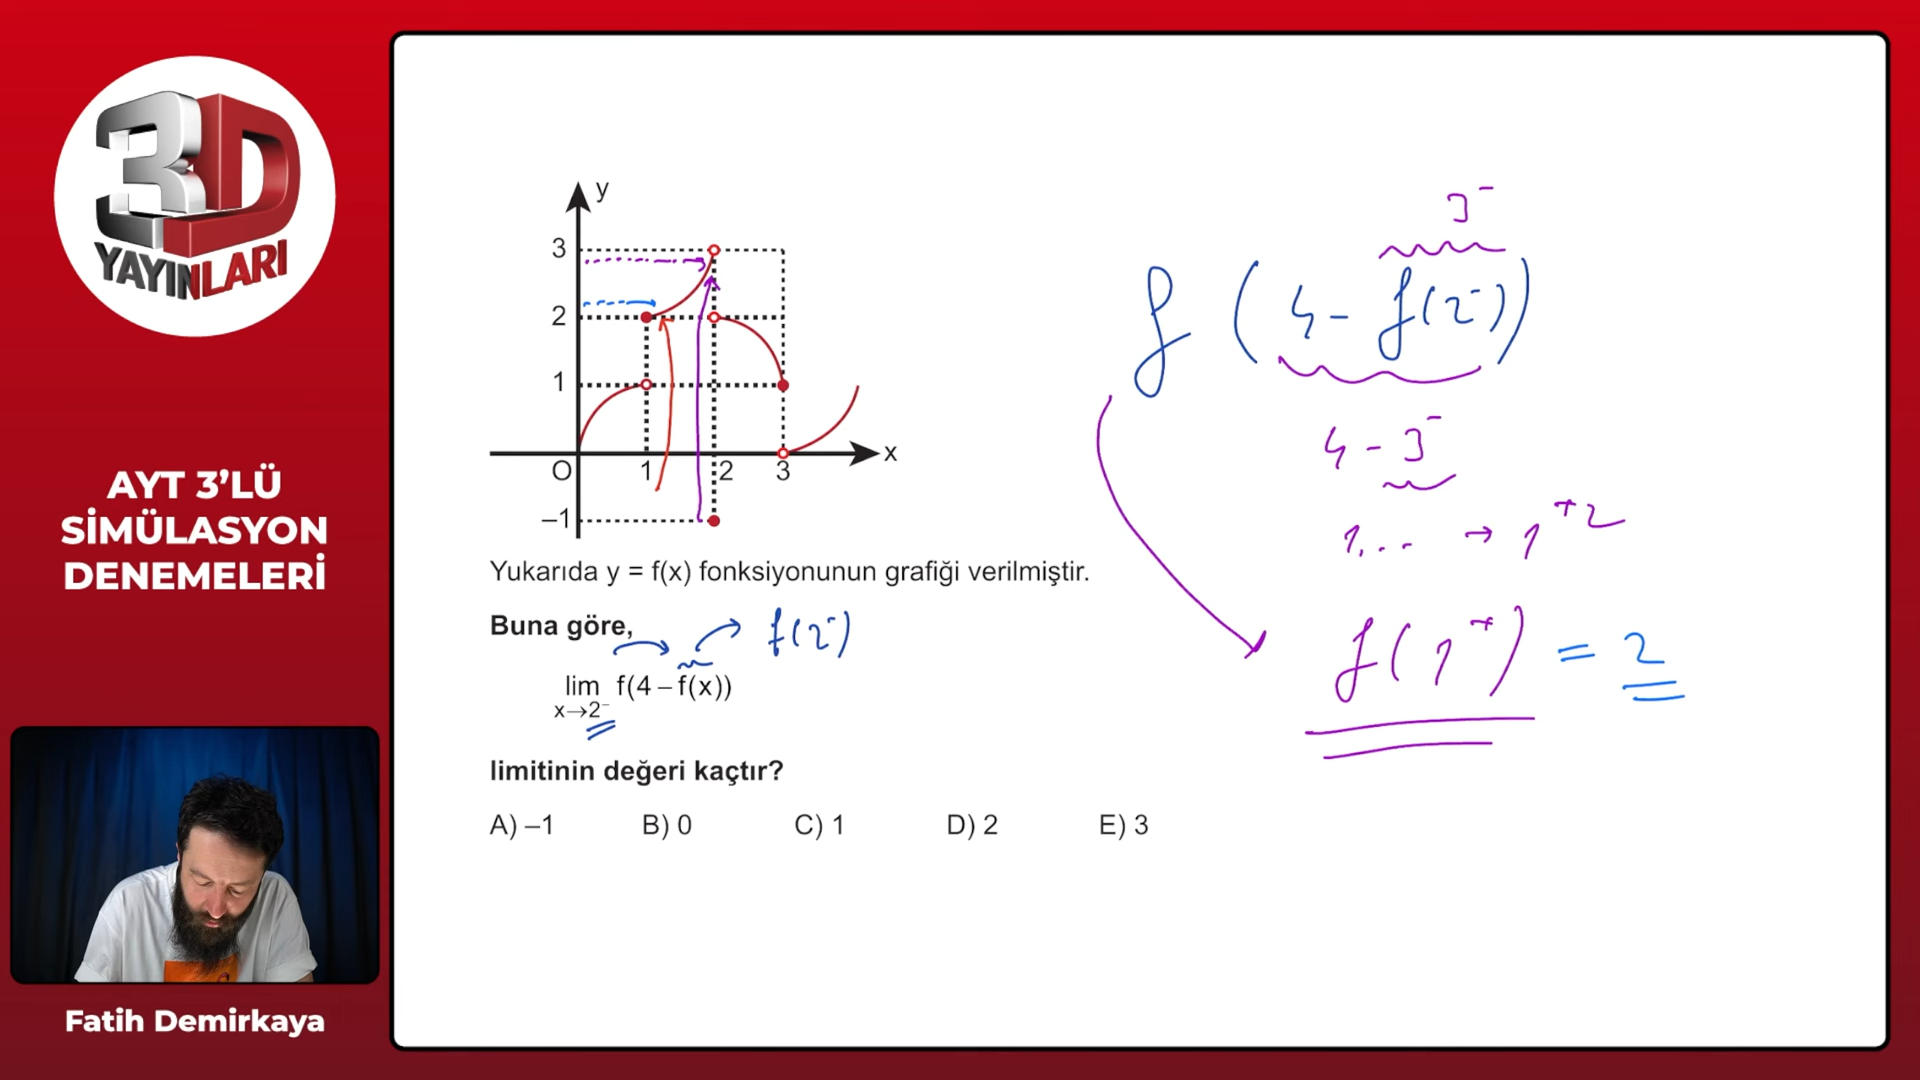 3D
YAYINLARI
AYT 3'LÜ
SİMÜLASYON
DENEMELERİ
Fatih Demirkaya
y
3
2
1
O
1
2
3
x
–1
Yukarıda y = f(x) fonksiyonunun grafiği verilmiştir.
Buna göre,
f(2⁻)
lim f(4 – f(x))
x→2⁻
limitinin değeri kaçtır?
A) –1 B) 0 C) 1 D) 2 E) 3
3⁻
f(4 - f(2⁻))
4 - 3⁻
1,.. → 1⁺
f(1⁺) = 2